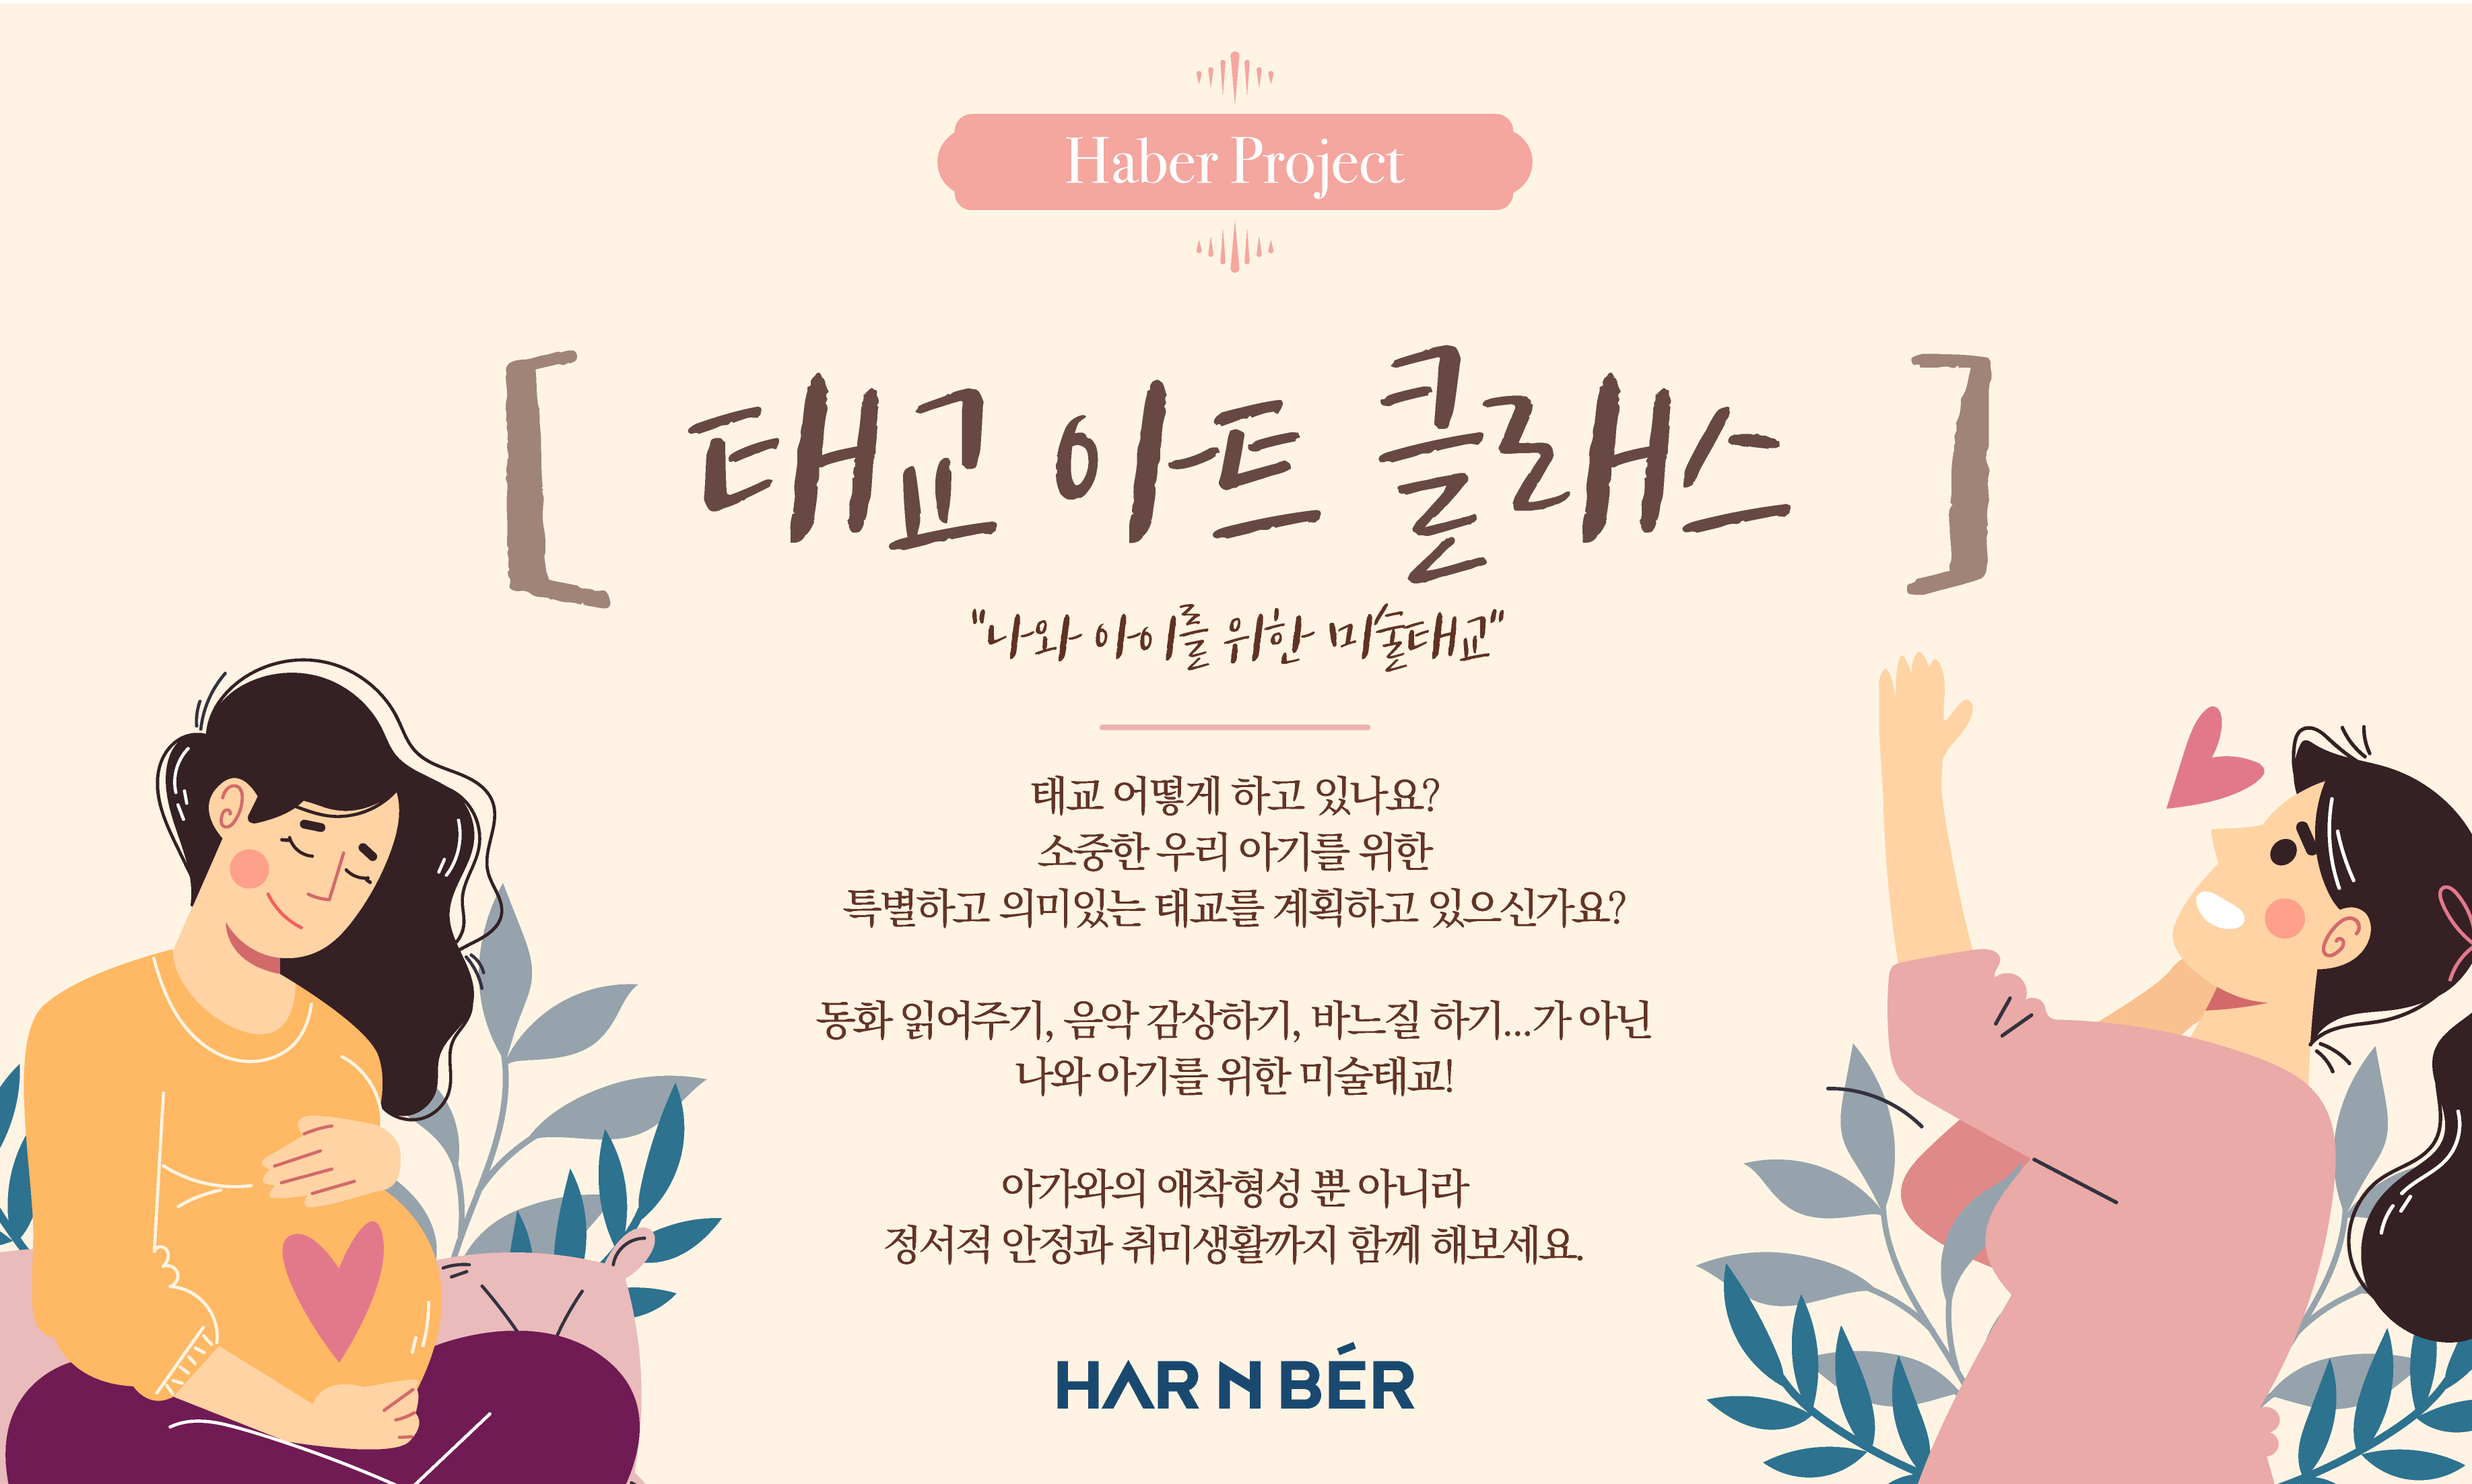 Haber Project
[ 태교 아트 클래스 ]
"나와 아이를 위한 미술태교"
태교 어떻게 하고 있나요?
소중한 우리 아기를 위한
특별하고 의미있는 태교를 계획하고 있으신가요?
동화 읽어주기, 음악 감상하기, 바느질 하기...가 아닌
나와 아기를 위한 미술태교!
아가와의 애착형성 뿐 아니라
정서적 안정과 취미생활까지 함께 해보세요.
HAR N BÉR